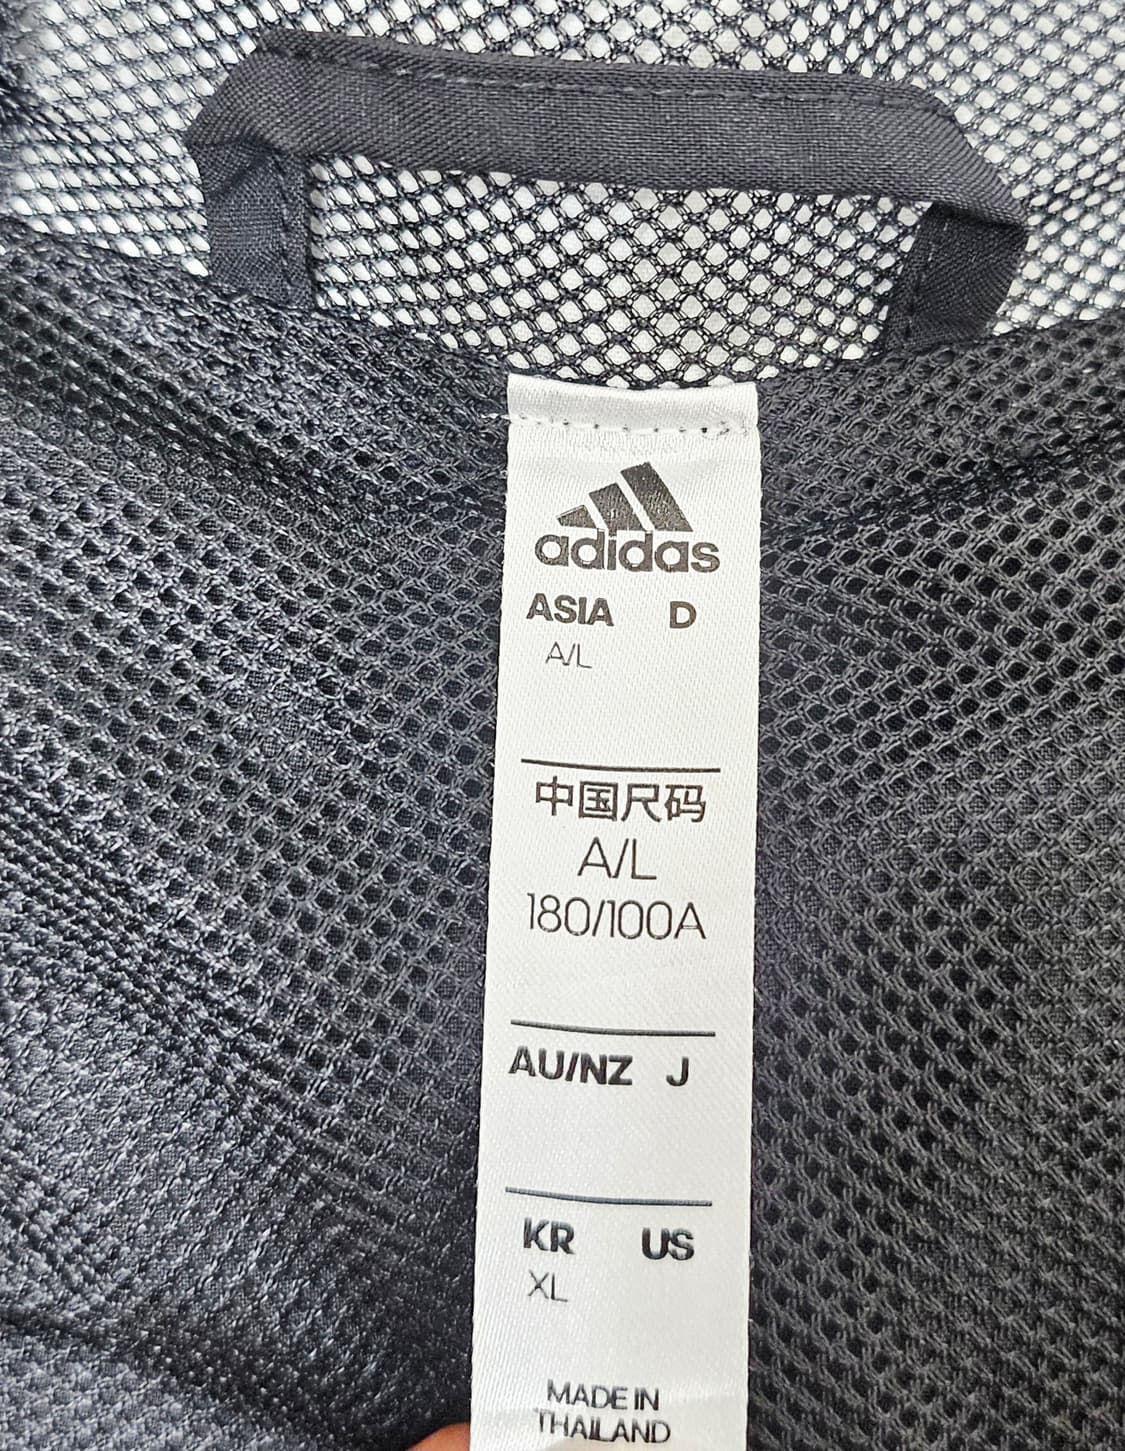 adidas
ASIA D
A/L
中国尺码
A/L
180/100A
AU/NZ J
KR US
XL
MADE IN
THAILAND